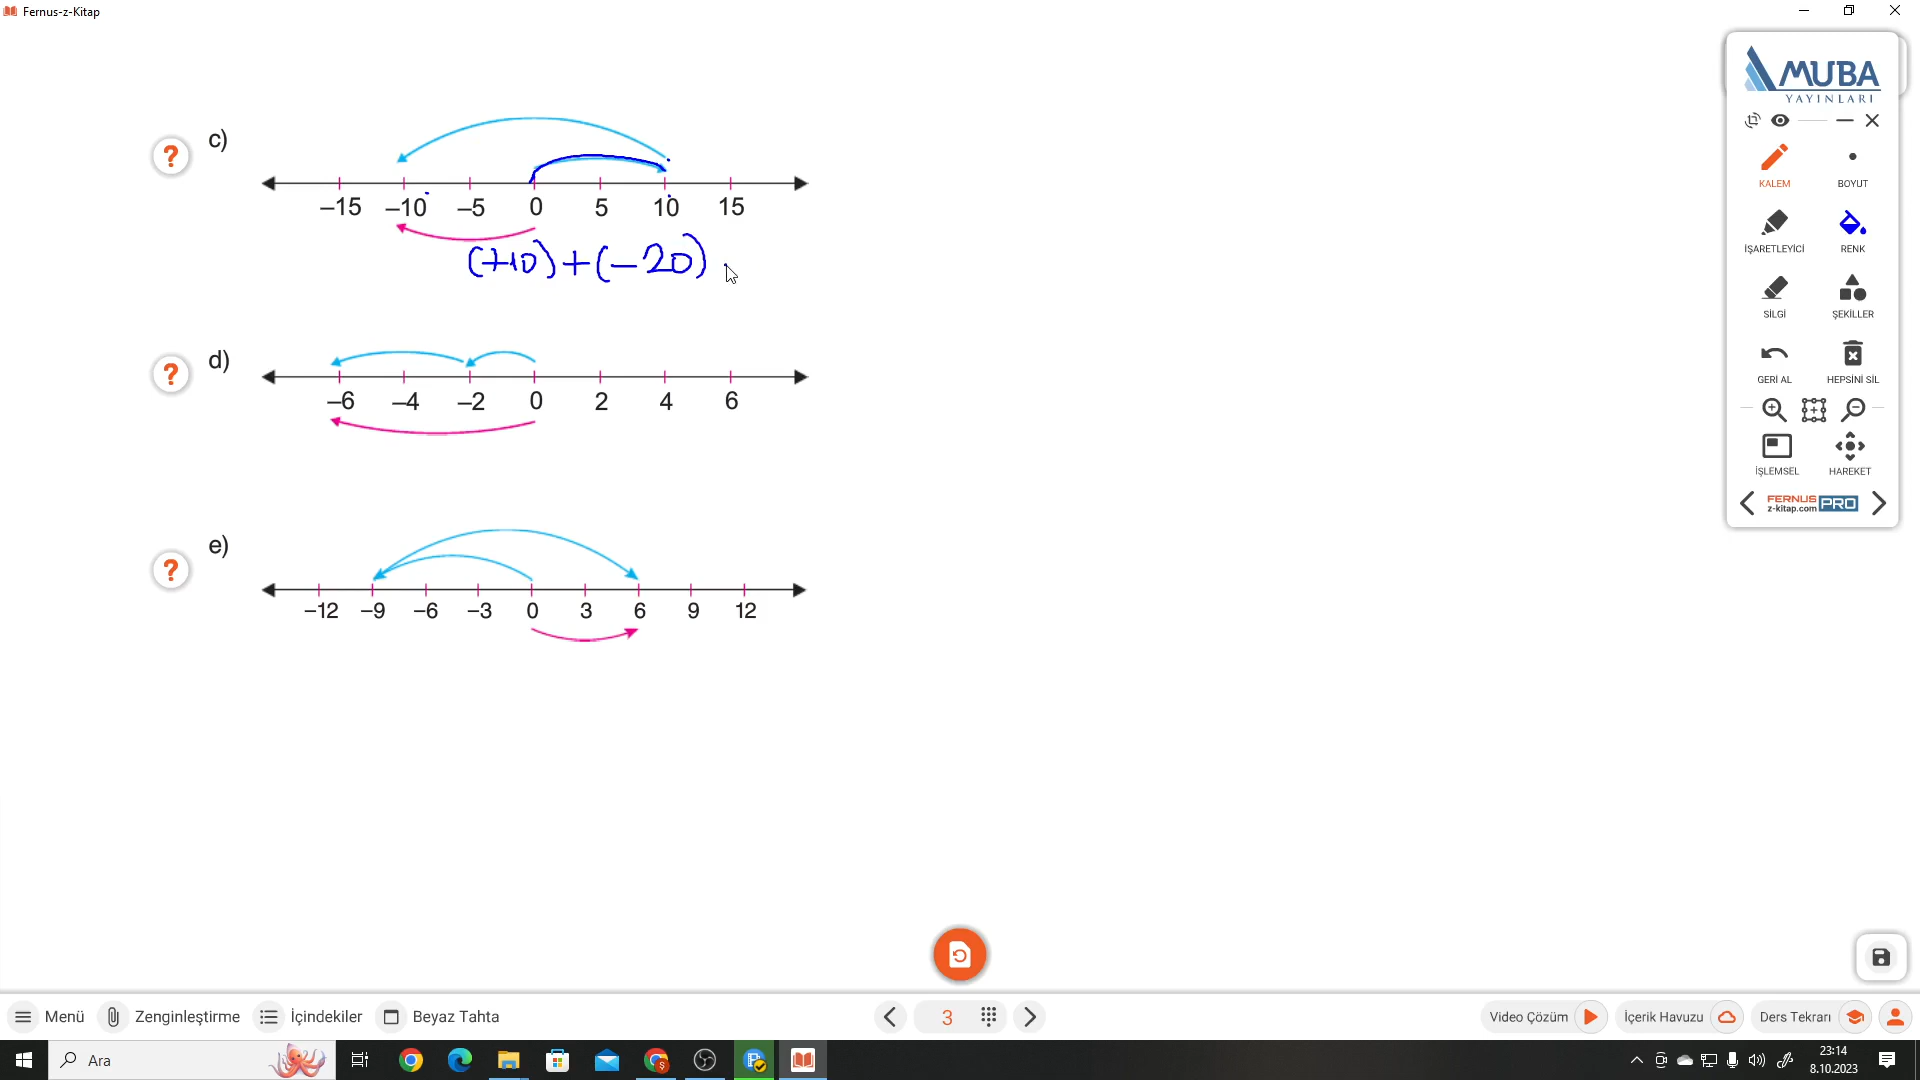 Fernus-z-Kitap
MUBA
YAYINLARI
KALEM
BOYUT
İŞARETLEYİCİ
RENK
SİLGİ
ŞEKİLLER
GERİ AL
HEPSİNİ SİL
İŞLEMSEL
HAREKET
FERNUS
z-kitap.com PRO
? c)
–15 –10 –5 0 5 10 15
(+10)+(–20)
? d)
–6 –4 –2 0 2 4 6
? e)
–12 –9 –6 –3 0 3 6 9 12
Menü Zenginleştirme İçindekiler Beyaz Tahta 3 Video Çözüm İçerik Havuzu Ders Tekrarı
Ara
23:14
8.10.2023